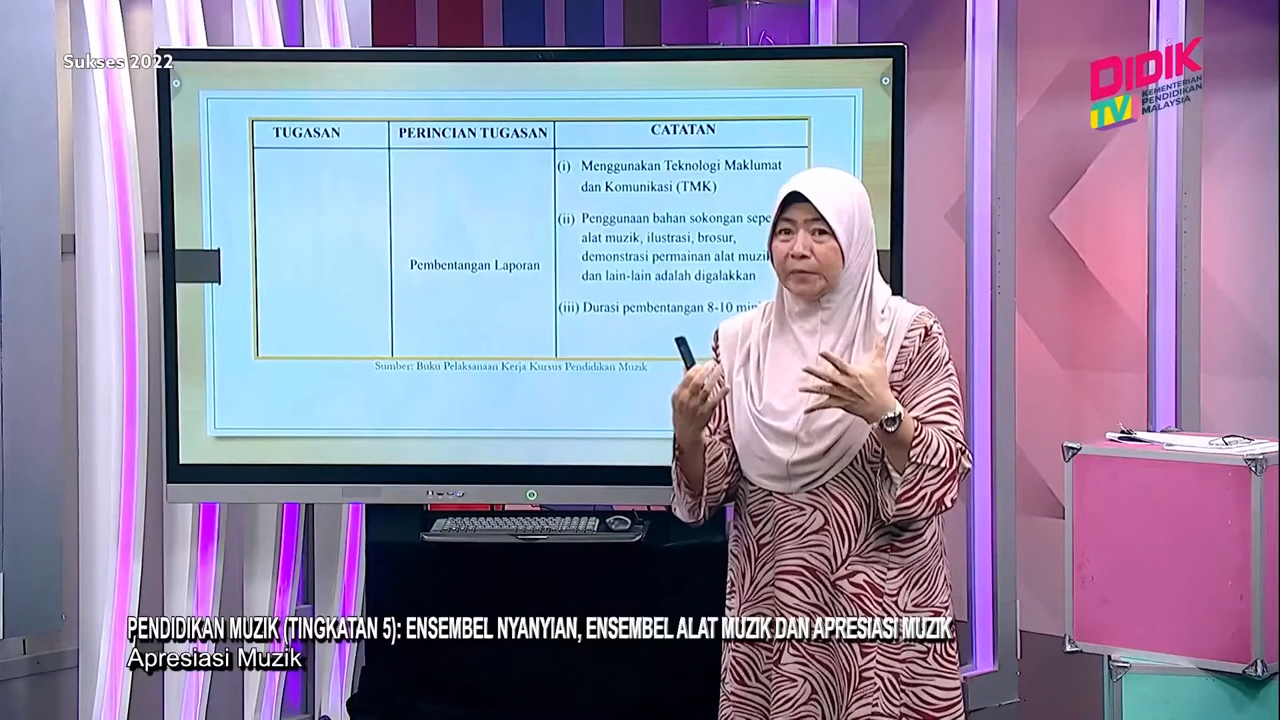 Sukses 2022
DIDIK
TV
KEMENTERIAN
PENDIDIKAN
MALAYSIA
TUGASAN
PERINCIAN TUGASAN
CATATAN
Pembentangan Laporan
(i) Menggunakan Teknologi Maklumat
dan Komunikasi (TMK)
(ii) Penggunaan bahan sokongan
alat muzik, ilustrasi, brosur,
demonstrasi permainan alat
dan lain-lain adalah digalakkan
(iii) Durasi pembentangan 8-10
Sumber: Buku Pelaksanaan Kerja Kursus Pendidikan Muzik
PENDIDIKAN MUZIK (TINGKATAN 5): ENSEMBEL NYANYIAN, ENSEMBEL ALAT MUZIK DAN APRESIASI MUZIK
Apresiasi Muzik